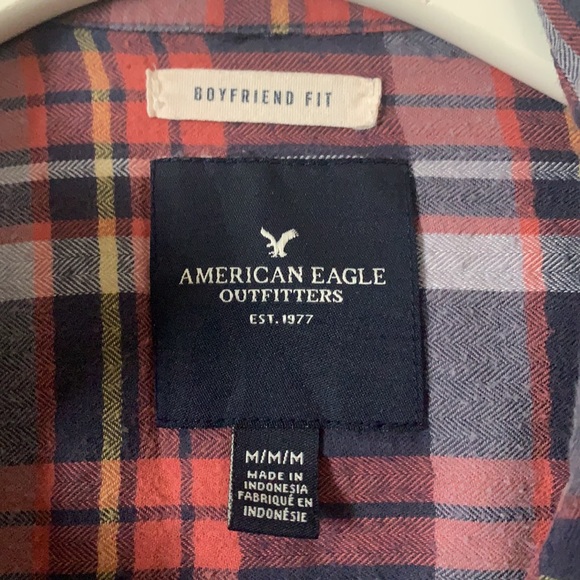 BOYFRIEND FIT
AMERICAN EAGLE
OUTFITTERS
EST. 1977
M/M/M
MADE IN
INDONESIA
FABRIQUÉ EN
INDONÉSIE